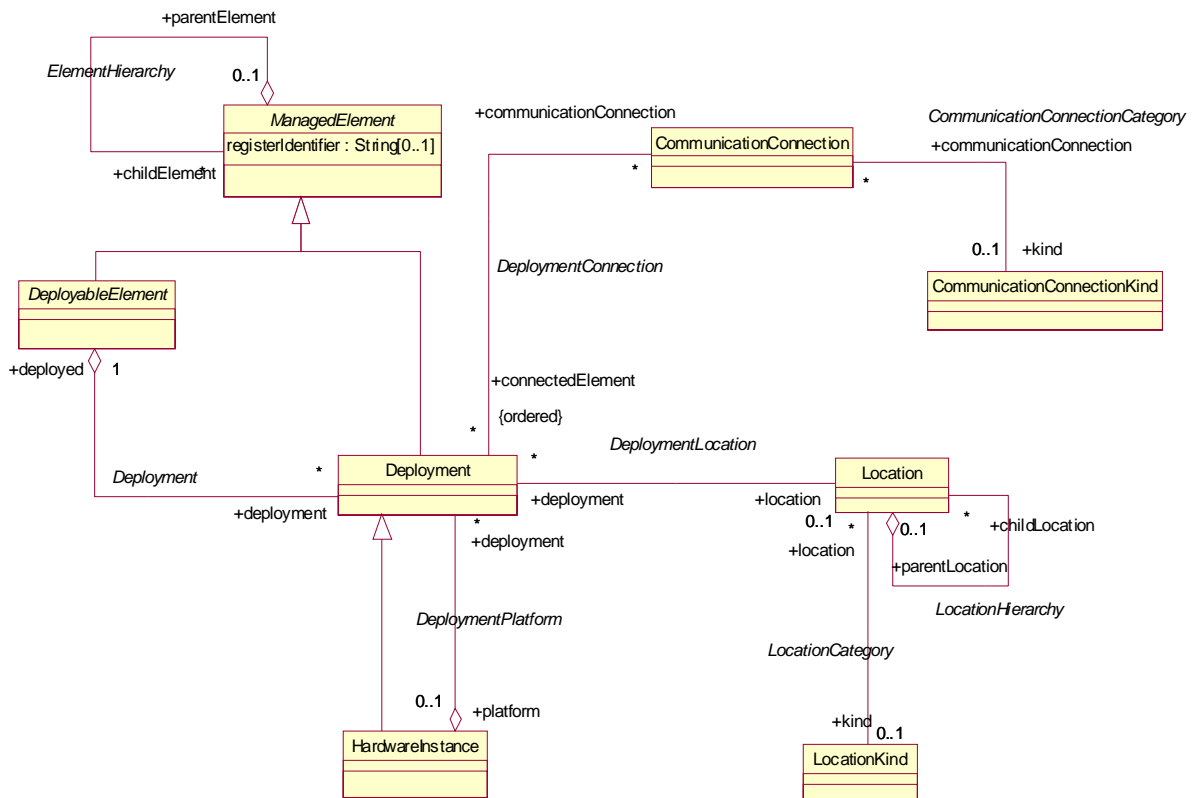 +parentElement
ElementHierarchy
0..1
ManagedElement
registerIdentifier : String[0..1]
+childElement
*
+communicationConnection
CommunicationConnection
*
CommunicationConnectionCategory
+communicationConnection
*
0..1
+kind
CommunicationConnectionKind
DeploymentConnection
DeployableElement
+deployed
1
+connectedElement
{ordered}
*
Deployment
*
+deployment
Deployment
*
DeploymentLocation
+deployment
+location
0..1
Location
*
+childLocation
0..1
+parentLocation
LocationHierarchy
*
+location
*
+deployment
DeploymentPlatform
LocationCategory
0..1
+platform
HardwareInstance
+kind
0..1
LocationKind